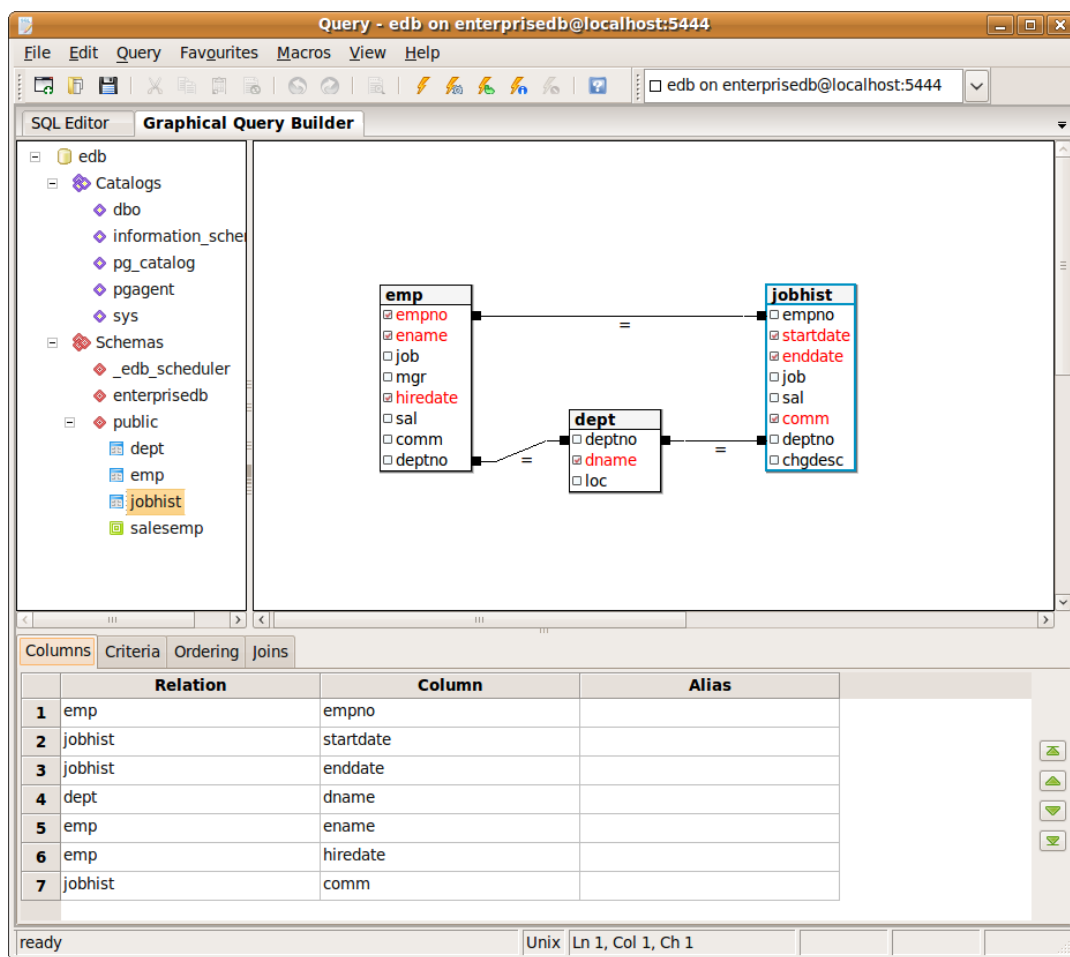 Query - edb on enterprisedb@localhost:5444
File Edit Query Favourites Macros View Help
edb on enterprisedb@localhost:5444
SQL Editor Graphical Query Builder
edb
Catalogs
dbo
information_scher
pg_catalog
pgagent
sys
Schemas
_edb_scheduler
enterprisedb
public
dept
emp
jobhist
salesemp
emp
empno
ename
job
mgr
hiredate
sal
comm
deptno
=
=
dept
deptno
dname
loc
=
jobhist
empno
startdate
enddate
job
sal
comm
deptno
chgdesc
Columns Criteria Ordering Joins
Relation Column Alias
1 emp empno
2 jobhist startdate
3 jobhist enddate
4 dept dname
5 emp ename
6 emp hiredate
7 jobhist comm
ready Unix Ln 1, Col 1, Ch 1